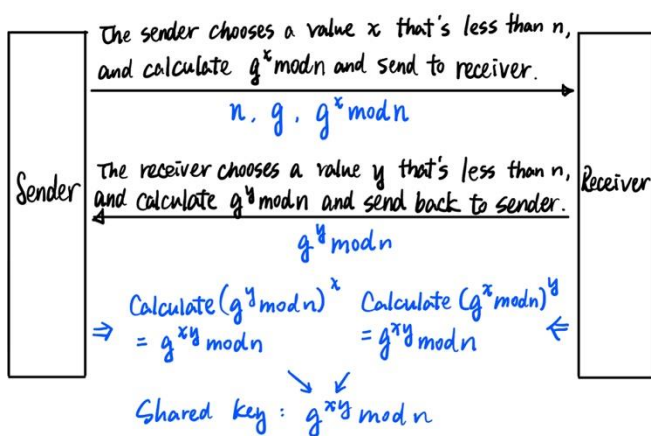 The sender chooses a value x that's less than n,
and calculate g^x mod n and send to receiver.
n, g, g^x mod n
Sender
The receiver chooses a value y that's less than n,
and calculate g^y mod n and send back to sender.
Receiver
g^y mod n
Calculate (g^y mod n)^x
= g^xy mod n
Calculate (g^x mod n)^y
= g^xy mod n
Shared key : g^xy mod n